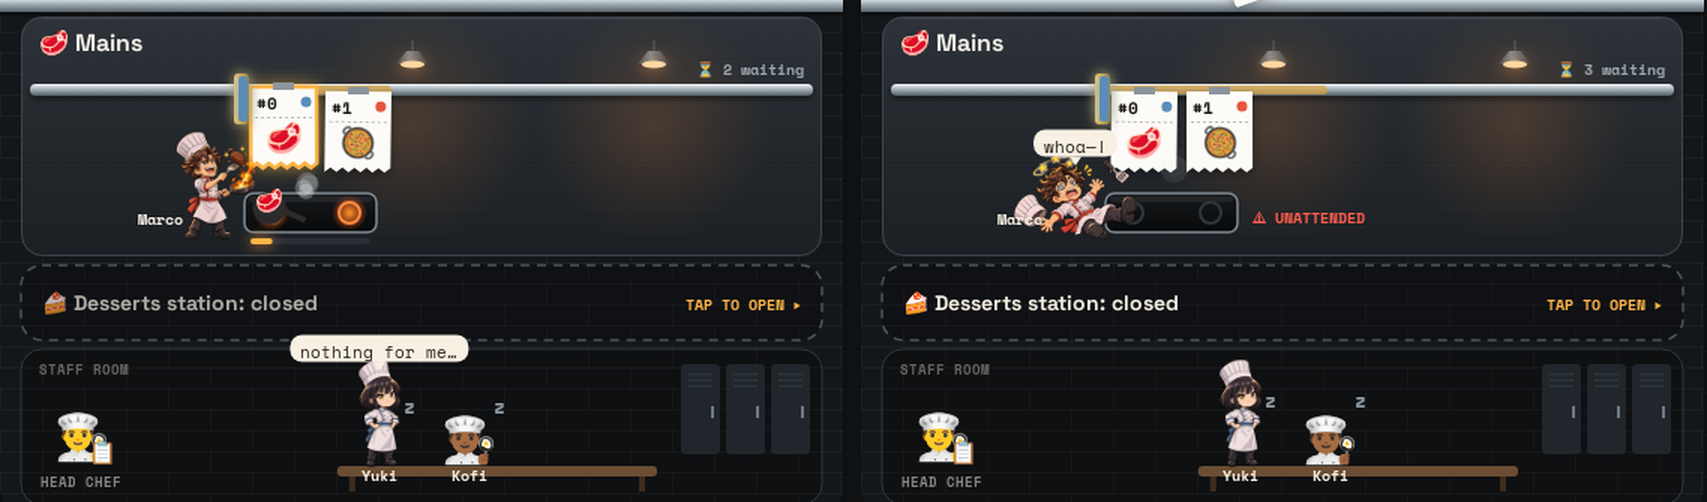 Mains
2 waiting
#0
#1
Marco
Desserts station: closed
TAP TO OPEN
nothing for me…
STAFF ROOM
z
z
Yuki
Kofi
HEAD CHEF
Mains
3 waiting
#0
#1
whoa—!
Marco
UNATTENDED
Desserts station: closed
TAP TO OPEN
STAFF ROOM
z
z
Yuki
Kofi
HEAD CHEF